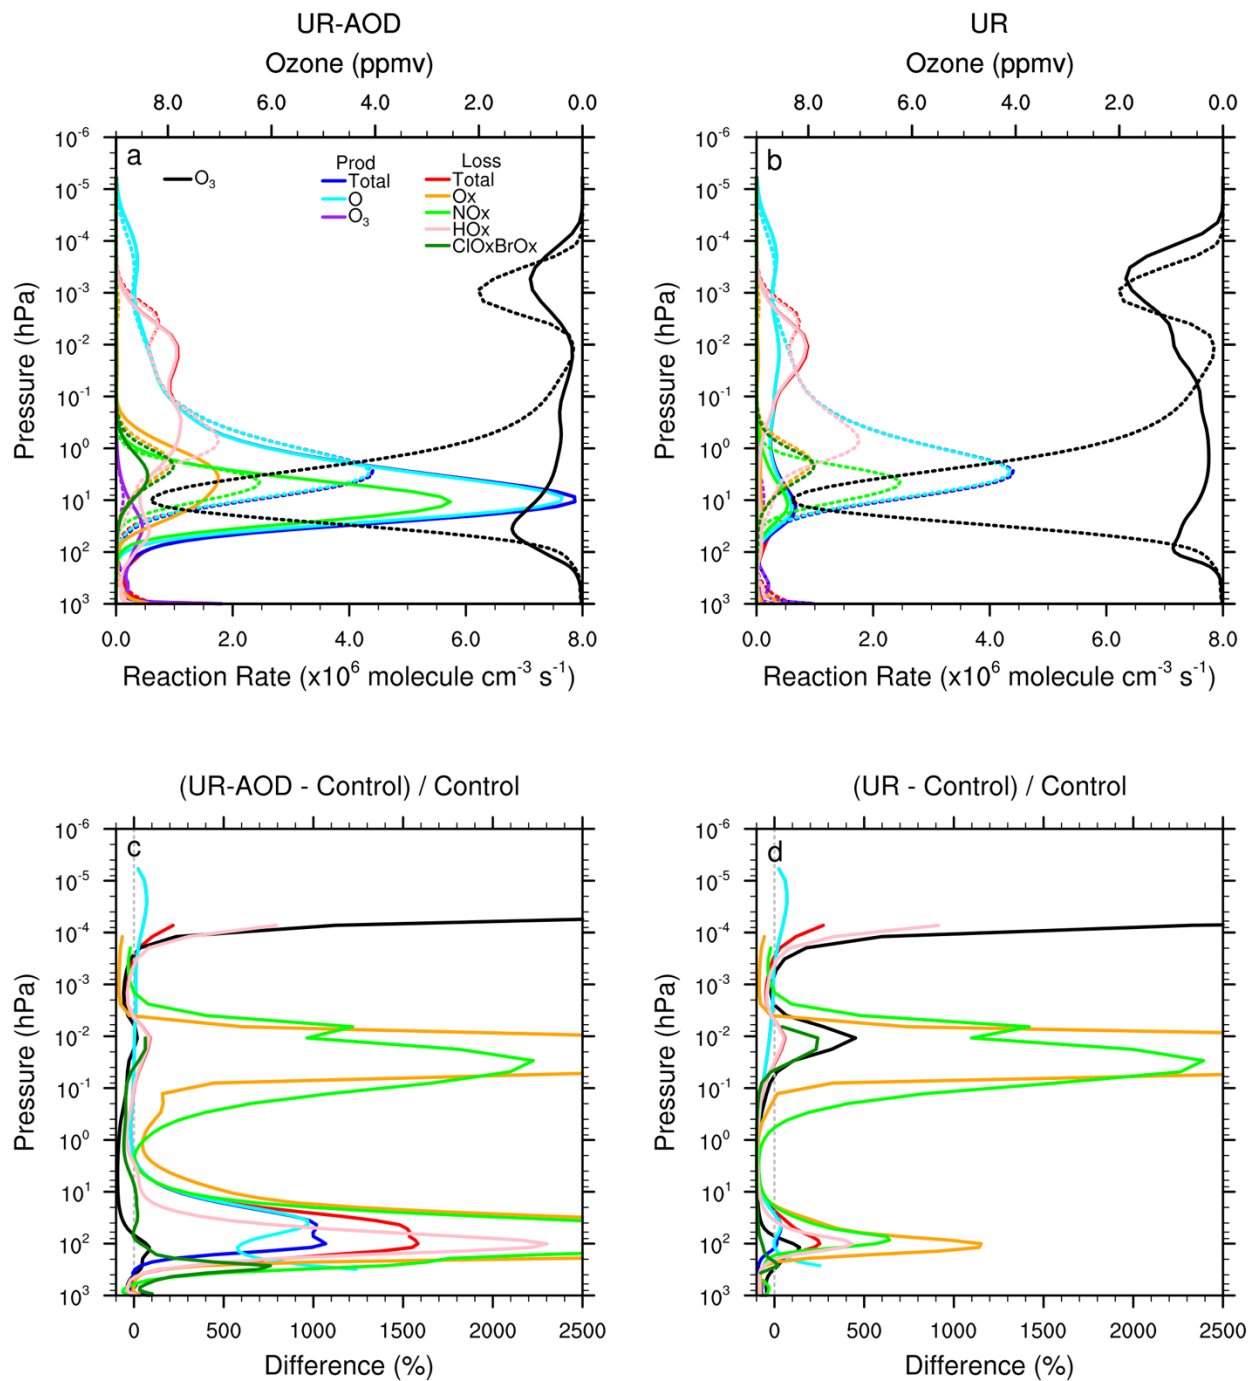 UR-AOD
Ozone (ppmv)
8.0 6.0 4.0 2.0 0.0
a
O₃
Prod
Total
O
O₃
Loss
Total
Ox
NOx
HOx
ClOxBrOx
Pressure (hPa)
10⁻⁶
10⁻⁵
10⁻⁴
10⁻³
10⁻²
10⁻¹
10⁰
10¹
10²
10³
0.0 2.0 4.0 6.0 8.0
Reaction Rate (x10⁶ molecule cm⁻³ s⁻¹)
UR
Ozone (ppmv)
8.0 6.0 4.0 2.0 0.0
b
Pressure (hPa)
10⁻⁶
10⁻⁵
10⁻⁴
10⁻³
10⁻²
10⁻¹
10⁰
10¹
10²
10³
0.0 2.0 4.0 6.0 8.0
Reaction Rate (x10⁶ molecule cm⁻³ s⁻¹)
(UR-AOD - Control) / Control
c
Pressure (hPa)
10⁻⁶
10⁻⁵
10⁻⁴
10⁻³
10⁻²
10⁻¹
10⁰
10¹
10²
10³
0 500 1000 1500 2000 2500
Difference (%)
(UR - Control) / Control
d
Pressure (hPa)
10⁻⁶
10⁻⁵
10⁻⁴
10⁻³
10⁻²
10⁻¹
10⁰
10¹
10²
10³
0 500 1000 1500 2000 2500
Difference (%)